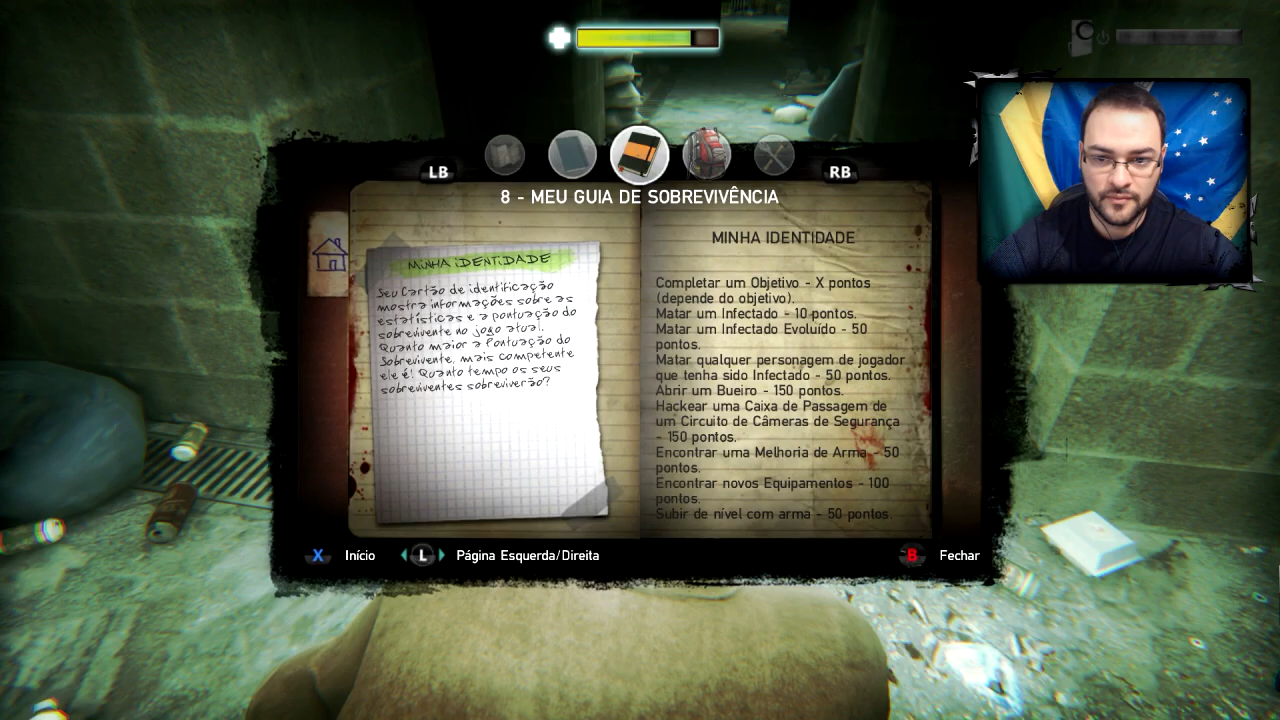 LB
RB
8 - MEU GUIA DE SOBREVIVÊNCIA
MINHA IDENTIDADE
Seu Cartão de identificação
mostra informações sobre as
estatísticas e a pontuação do
sobrevivente no jogo atual.
Quanto maior a Pontuação do
Sobrevivente, mais competente
ele é! Quanto tempo os seus
sobreviventes sobreviverão?
MINHA IDENTIDADE
Completar um Objetivo - X pontos
(depende do objetivo).
Matar um Infectado - 10 pontos.
Matar um Infectado Evoluído - 50
pontos.
Matar qualquer personagem de jogador
que tenha sido Infectado - 50 pontos.
Abrir um Bueiro - 150 pontos.
Hackear uma Caixa de Passagem de
um Circuito de Câmeras de Segurança
- 150 pontos.
Encontrar uma Melhoria de Arma - 50
pontos.
Encontrar novos Equipamentos - 100
pontos.
Subir de nível com arma - 50 pontos.
X Início L Página Esquerda/Direita B Fechar